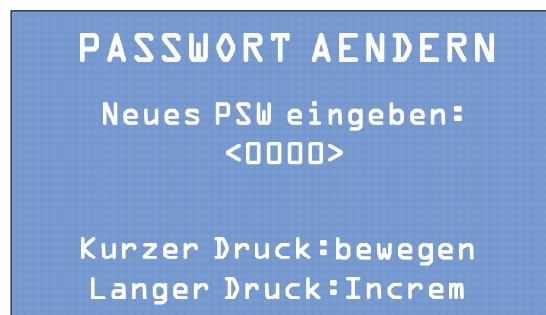 PASSWORT AENDERN
Neues PSW eingeben:
<0000>
Kurzer Druck:bewegen
Langer Druck:Increm